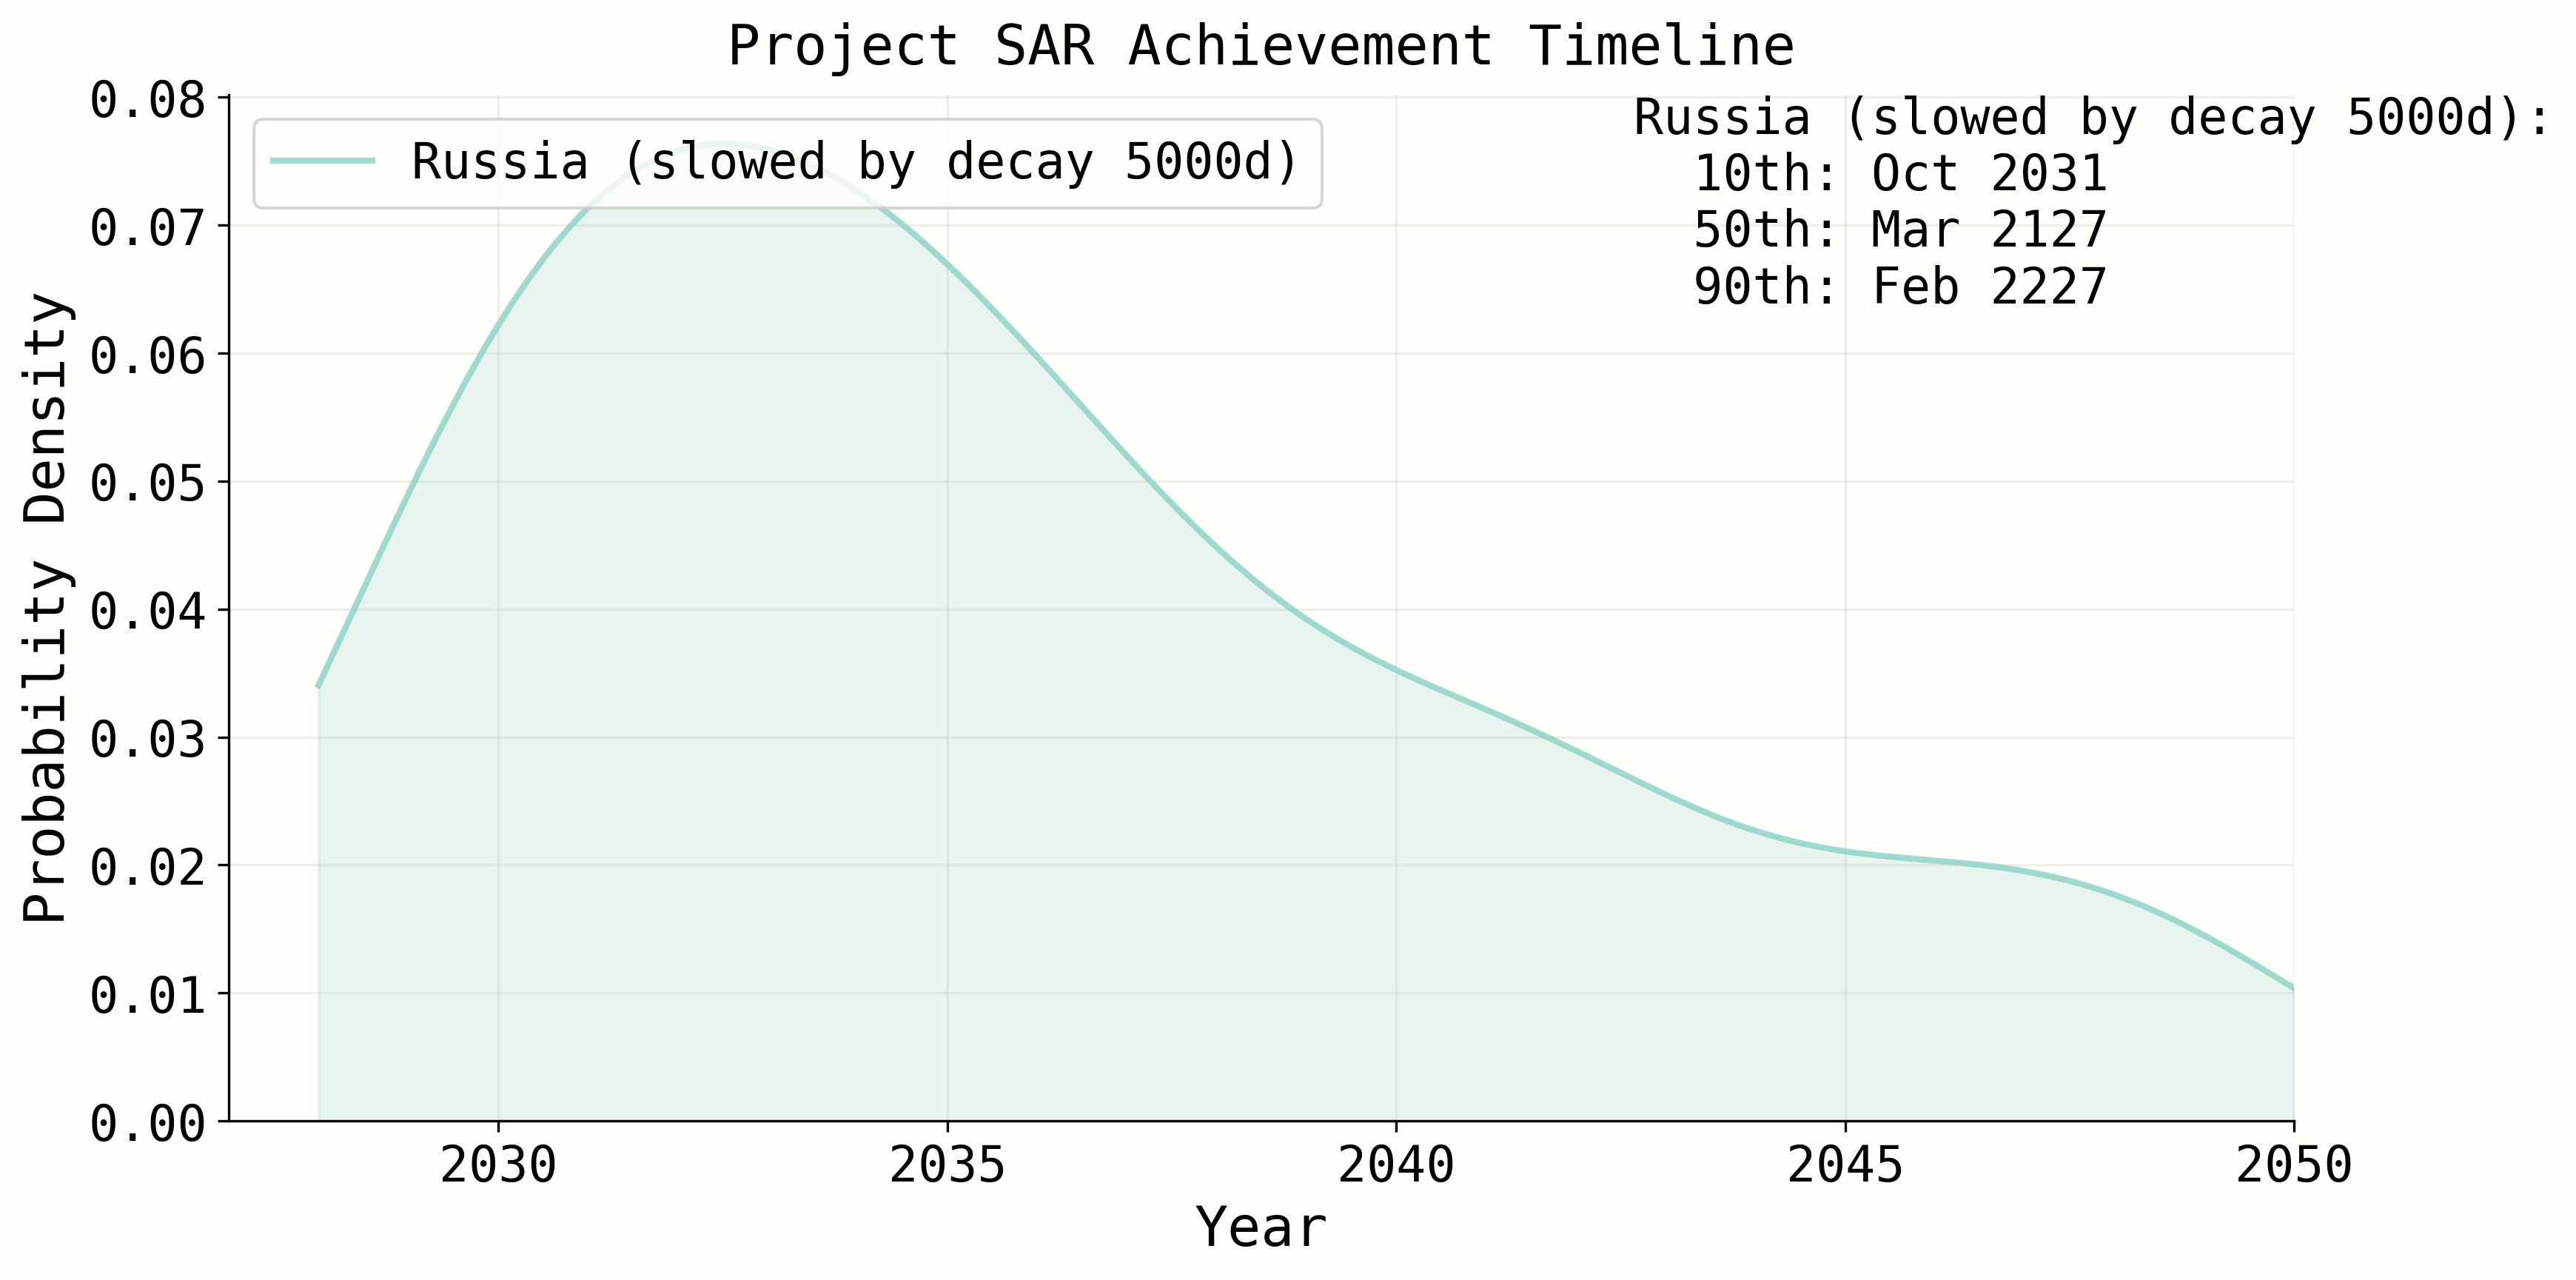 Project SAR Achievement Timeline
Russia (slowed by decay 5000d)
Russia (slowed by decay 5000d):
10th: Oct 2031
50th: Mar 2127
90th: Feb 2227
Probability Density
0.08
0.07
0.06
0.05
0.04
0.03
0.02
0.01
0.00
2030 2035 2040 2045 2050
Year